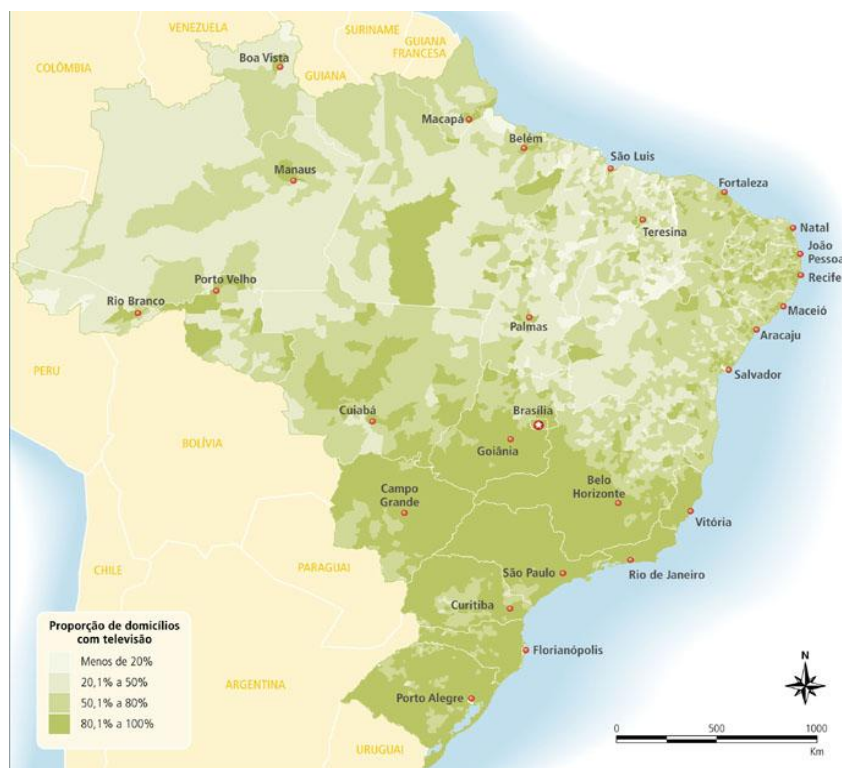 VENEZUELA
SURINAME
GUIANA
FRANCESA
COLÔMBIA
Boa Vista
GUIANA
Macapá
Belém
São Luis
Manaus
Fortaleza
Teresina
Natal
João
Pessoa
Porto Velho
Recife
Rio Branco
Maceió
Palmas
Aracaju
PERU
Salvador
Cuiabá
Brasília
BOLÍVIA
Goiânia
Campo
Grande
Belo
Horizonte
Vitória
CHILE
PARAGUAI
São Paulo
Rio de Janeiro
Curitiba
Proporção de domicílios
com televisão
Menos de 20%
20,1% a 50%
50,1% a 80%
80,1% a 100%
Florianópolis
ARGENTINA
Porto Alegre
URUGUAI
N
0 500 1000
Km